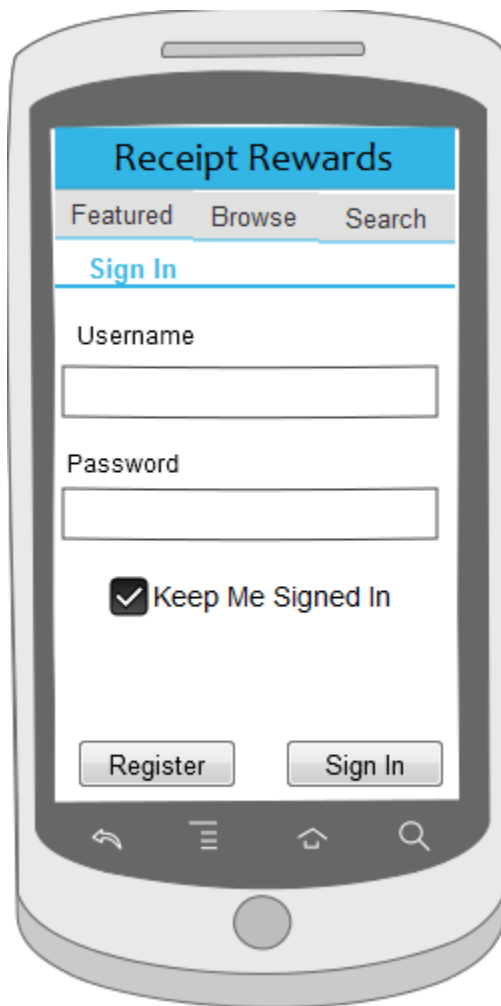 Receipt Rewards
Featured Browse Search
Sign In
Username
Password
Keep Me Signed In
Register Sign In